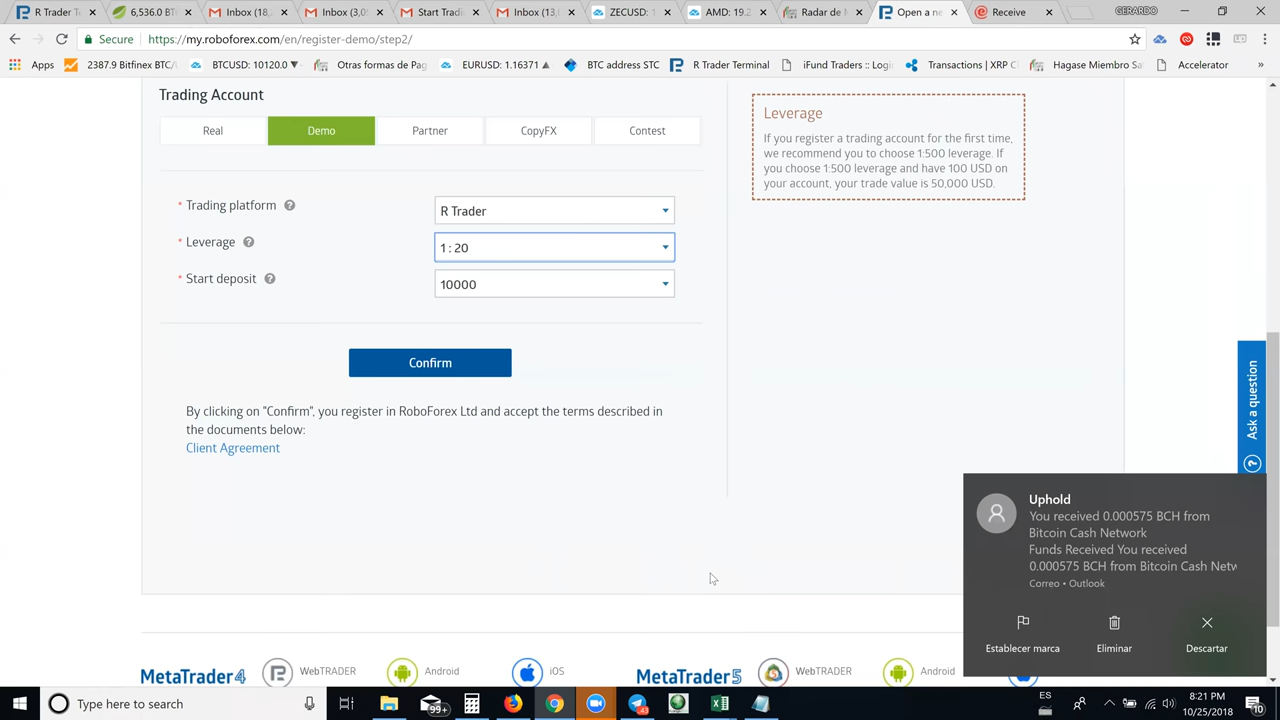 R Trader T
6,536.0 BT
Inbox (18,
Inbox (3,0
Start Tradi
Inbox (13
ZECUSD: 1
AMD: 19.2
Radar de M
Open a ne
Receive
GERARDO
Secure
https://my.roboforex.com/en/register-demo/step2/
Apps
2387.9 Bitfinex BTC/
BTCUSD: 10120.0 ▼
Otras formas de Pag
EURUSD: 1.16371 ▲
BTC address STC
R Trader Terminal
iFund Traders :: Logi
Transactions | XRP C
Hagase Miembro Sa
Accelerator
»
Trading Account
Real
Demo
Partner
CopyFX
Contest
* Trading platform ?
R Trader
* Leverage ?
1 : 20
* Start deposit ?
10000
Confirm
By clicking on "Confirm", you register in RoboForex Ltd and accept the terms described in
the documents below:
Client Agreement
Leverage
If you register a trading account for the first time,
we recommend you to choose 1:500 leverage. If
you choose 1:500 leverage and have 100 USD on
your account, your trade value is 50,000 USD.
Ask a question
?
Uphold
You received 0.000575 BCH from
Bitcoin Cash Network
Funds Received You received
0.000575 BCH from Bitcoin Cash Netw
Correo • Outlook
Establecer marca
Eliminar
Descartar
MetaTrader4
WebTRADER
Android
iOS
MetaTrader5
WebTRADER
Android
Type here to search
99+
43
ES
8:21 PM
10/25/2018
10